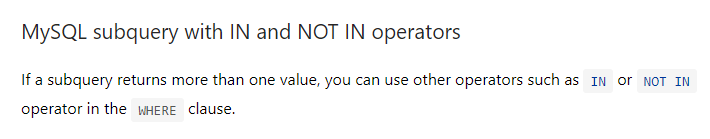 MySQL subquery with IN and NOT IN operators
If a subquery returns more than one value, you can use other operators such as IN or NOT IN
operator in the WHERE clause.